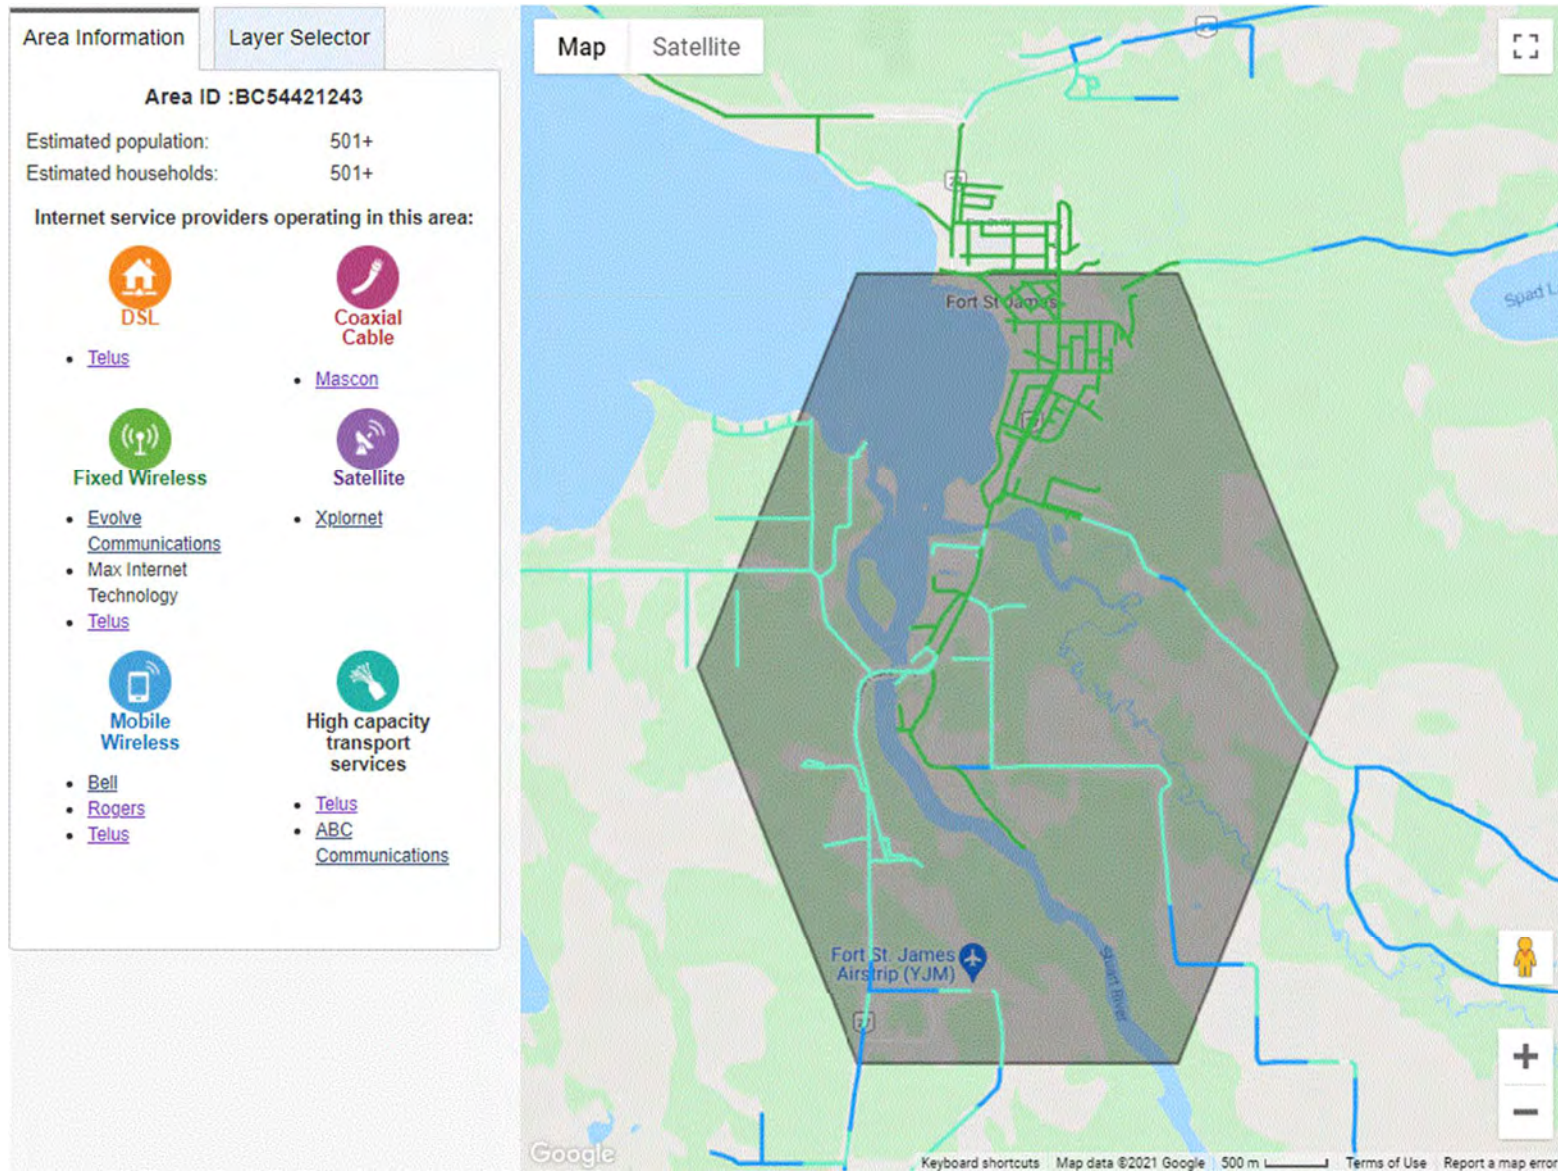 Area Information
Layer Selector
Area ID :BC54421243
Estimated population: 501+
Estimated households: 501+
Internet service providers operating in this area:
DSL
Telus
Coaxial
Cable
Mascon
Fixed Wireless
Evolve
Communications
Max Internet
Technology
Telus
Satellite
Xplornet
Mobile
Wireless
Bell
Rogers
Telus
High capacity
transport
services
Telus
ABC
Communications
Map
Satellite
Fort St James
Spad L
Fort St. James
Airstrip (YJM)
Stuart River
27
Google
Keyboard shortcuts
Map data ©2021 Google
500 m
Terms of Use
Report a map error